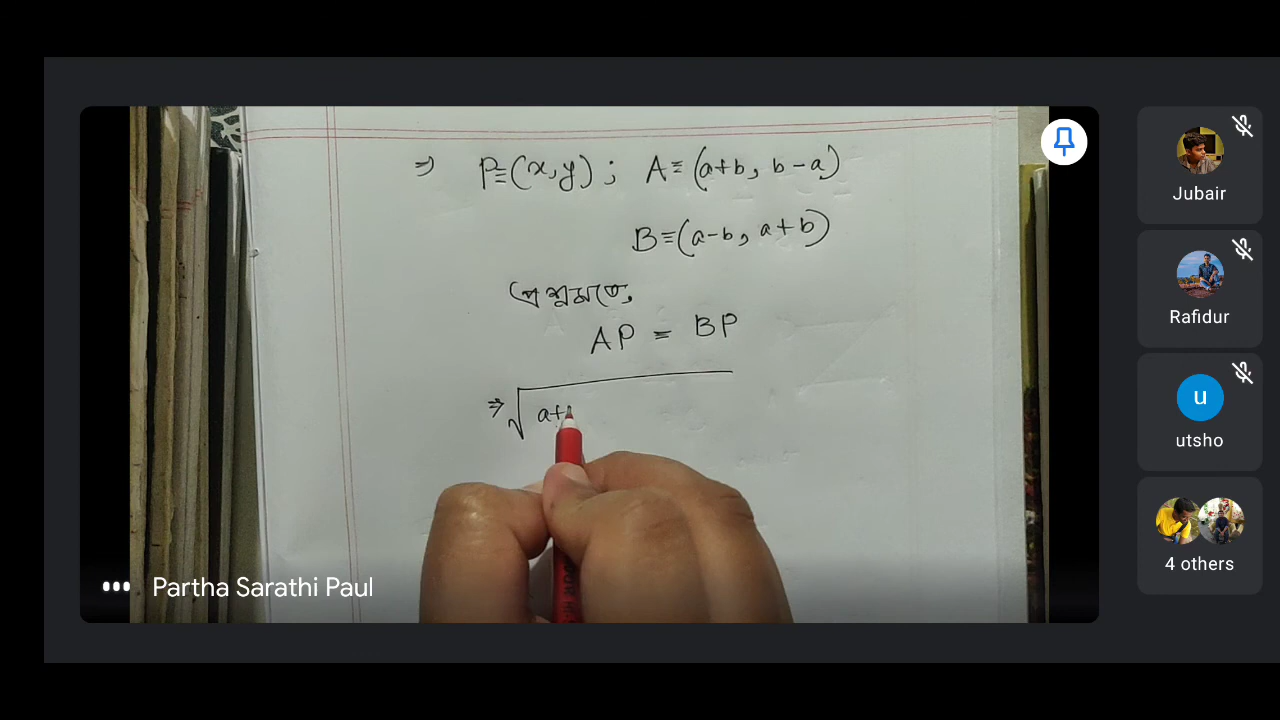 ⇒ P≡(x,y) ; A≡(a+b, b-a)
B≡(a-b, a+b)
প্রশ্নমতে,
AP = BP
⇒ √a+
Partha Sarathi Paul
Jubair
Rafidur
u
utsho
4 others